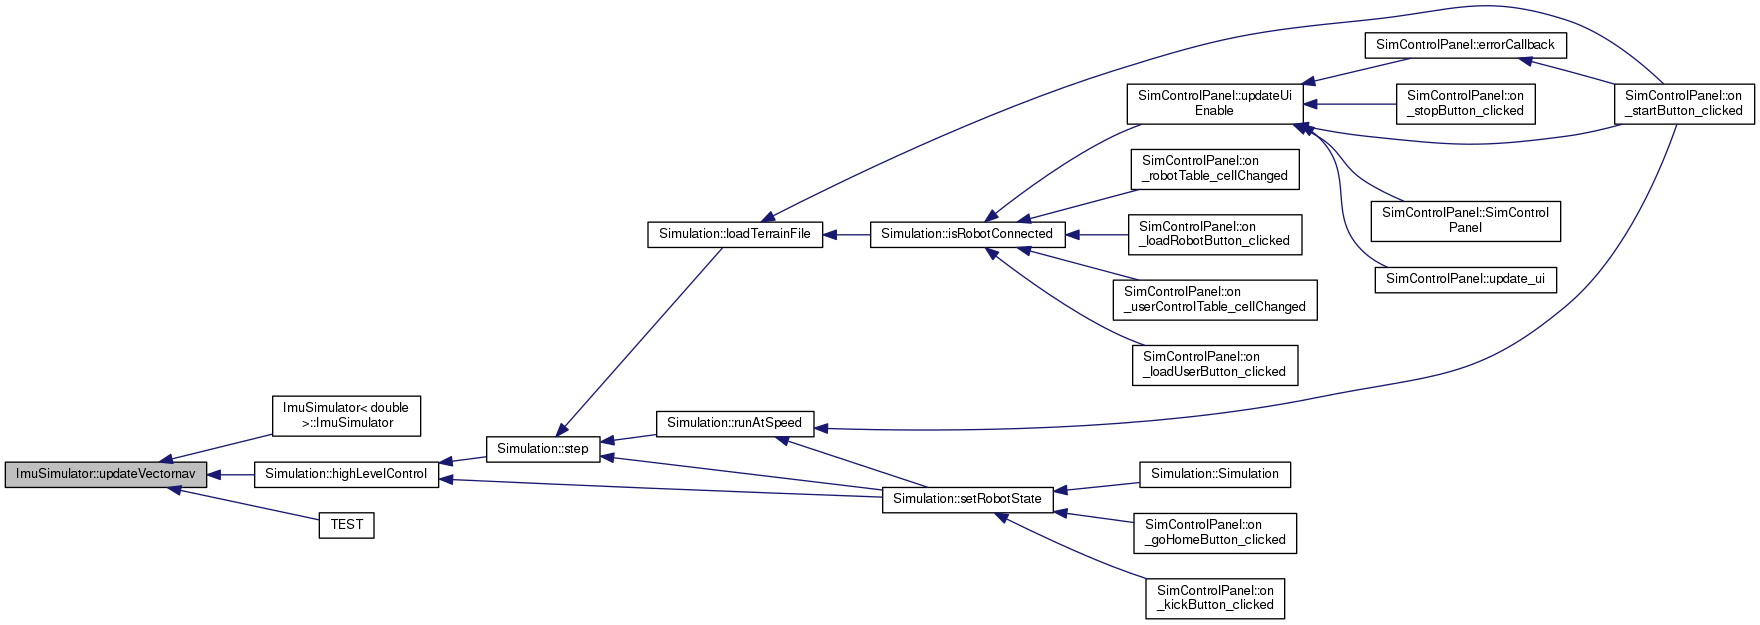 ImuSimulator::updateVectornav
ImuSimulator< double
>::ImuSimulator
Simulation::highLevelControl
TEST
Simulation::step
Simulation::loadTerrainFile
Simulation::runAtSpeed
Simulation::isRobotConnected
Simulation::setRobotState
SimControlPanel::updateUi
Enable
SimControlPanel::on
_robotTable_cellChanged
SimControlPanel::on
_loadRobotButton_clicked
SimControlPanel::on
_userControlTable_cellChanged
SimControlPanel::on
_loadUserButton_clicked
Simulation::Simulation
SimControlPanel::on
_goHomeButton_clicked
SimControlPanel::on
_kickButton_clicked
SimControlPanel::errorCallback
SimControlPanel::on
_stopButton_clicked
SimControlPanel::SimControl
Panel
SimControlPanel::update_ui
SimControlPanel::on
_startButton_clicked